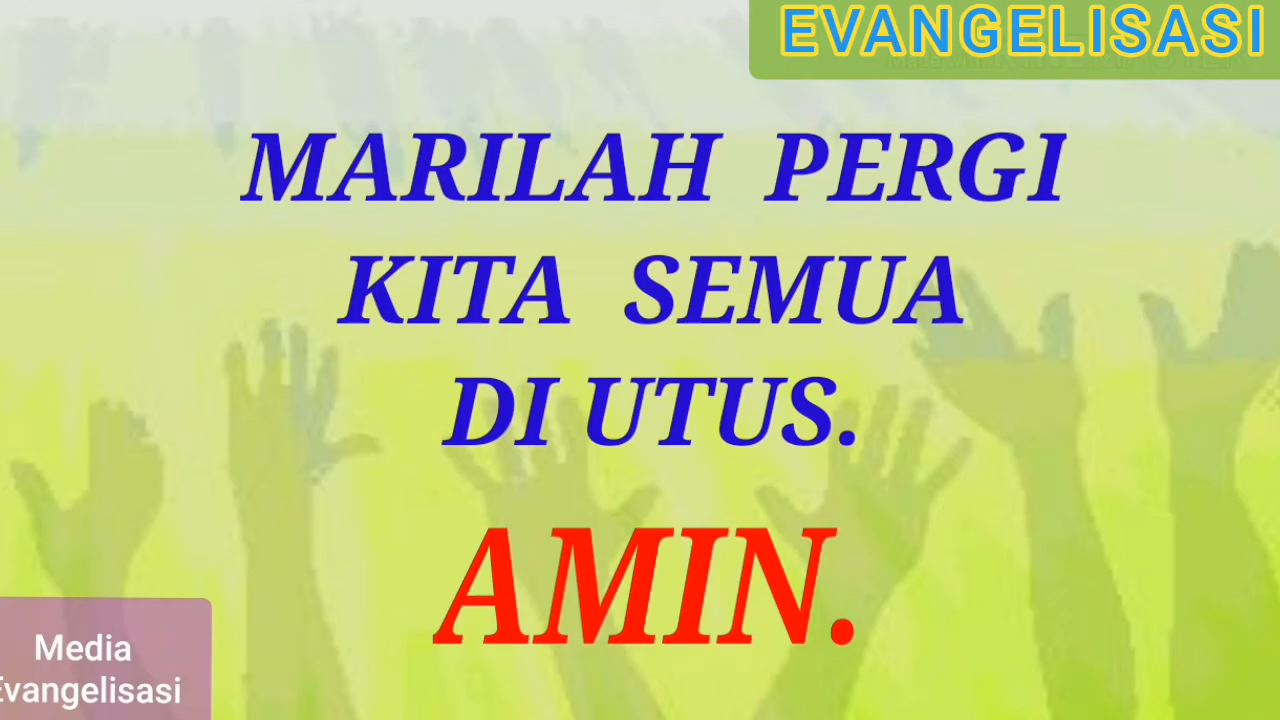 EVANGELISASI
MARILAH PERGI
KITA SEMUA
DI UTUS.
AMIN.
Media
Evangelisasi